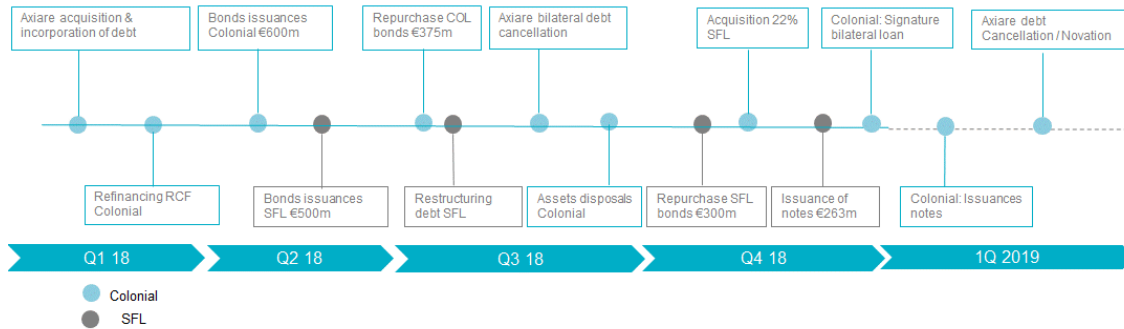 Axiare acquisition &
incorporation of debt
Bonds issuances
Colonial €600m
Repurchase COL
bonds €375m
Axiare bilateral debt
cancellation
Acquisition 22%
SFL
Colonial: Signature
bilateral loan
Axiare debt
Cancellation / Novation
Refinancing RCF
Colonial
Bonds issuances
SFL €500m
Restructuring
debt SFL
Assets disposals
Colonial
Repurchase SFL
bonds €300m
Issuance of
notes €263m
Colonial: Issuances
notes
Q1 18
Q2 18
Q3 18
Q4 18
1Q 2019
Colonial
SFL